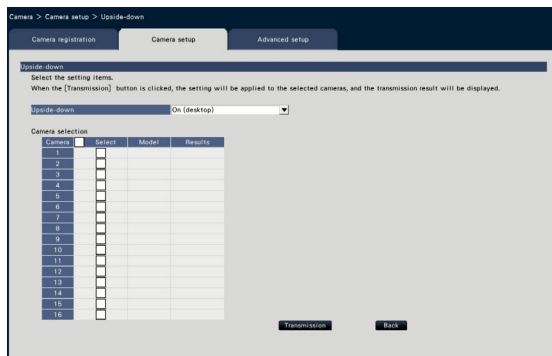 Camera > Camera setup > Upside-down
Camera registration Camera setup Advanced setup
Upside-down
Select the setting items.
When the [Transmission] button is clicked, the setting will be applied to the selected cameras, and the transmission result will be displayed.
Upside-down On (desktop)
Camera selection
Camera Select Model Results
1
2
3
4
5
6
7
8
9
10
11
12
13
14
15
16
Transmission Back